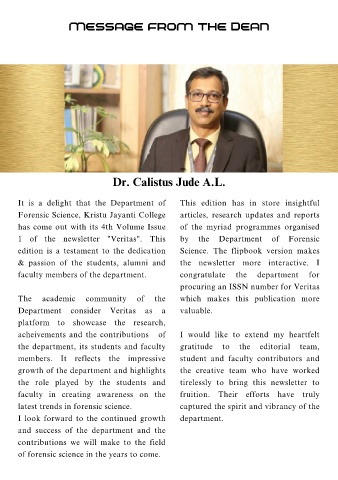 Message from the Dean
Dr. Calistus Jude A.L.
It is a delight that the Department of
Forensic Science, Kristu Jayanti College
has come out with its 4th Volume Issue
1 of the newsletter "Veritas". This
edition is a testament to the dedication
& passion of the students, alumni and
faculty members of the department.

The academic community of the
Department consider Veritas as a
platform to showcase the research,
acheivements and the contributions of
the department, its students and faculty
members. It reflects the impressive
growth of the department and highlights
the role played by the students and
faculty in creating awareness on the
latest trends in forensic science.
I look forward to the continued growth
and success of the department and the
contributions we will make to the field
of forensic science in the years to come.

This edition has in store insightful
articles, research updates and reports
of the myriad programmes organised
by the Department of Forensic
Science. The flipbook version makes
the newsletter more interactive. I
congratulate the department for
procuring an ISSN number for Veritas
which makes this publication more
valuable.

I would like to extend my heartfelt
gratitude to the editorial team,
student and faculty contributors and
the creative team who have worked
tirelessly to bring this newsletter to
fruition. Their efforts have truly
captured the spirit and vibrancy of the
department.